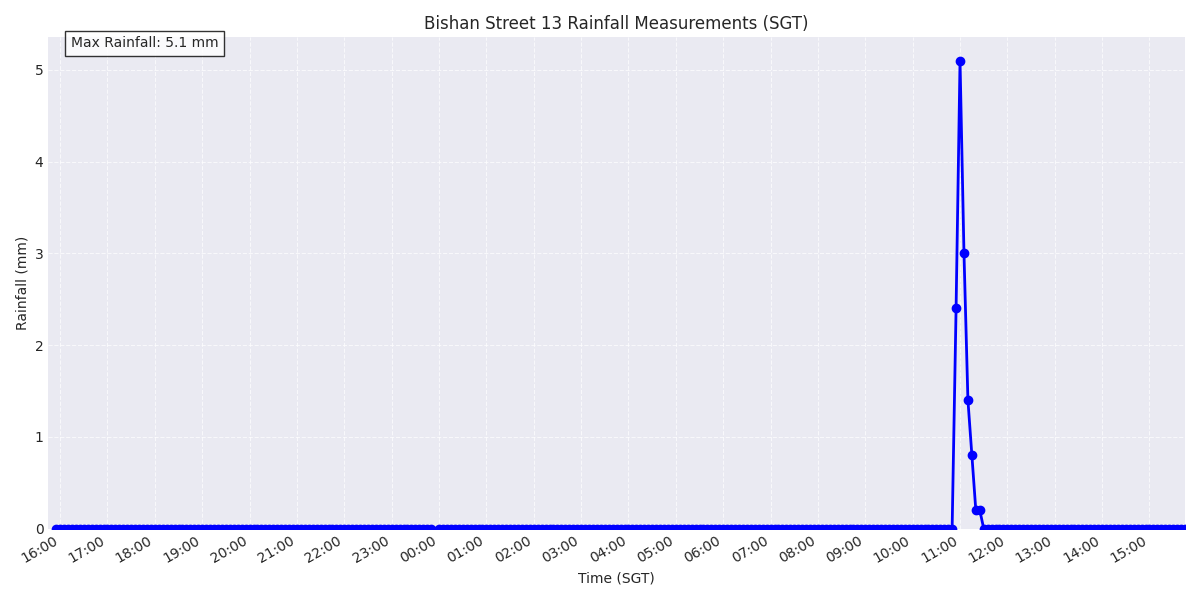 Bishan Street 13 Rainfall Measurements (SGT)
Max Rainfall: 5.1 mm
5
4
3
2
1
0
Rainfall (mm)
16:00 17:00 18:00 19:00 20:00 21:00 22:00 23:00 00:00 01:00 02:00 03:00 04:00 05:00 06:00 07:00 08:00 09:00 10:00 11:00 12:00 13:00 14:00 15:00
Time (SGT)